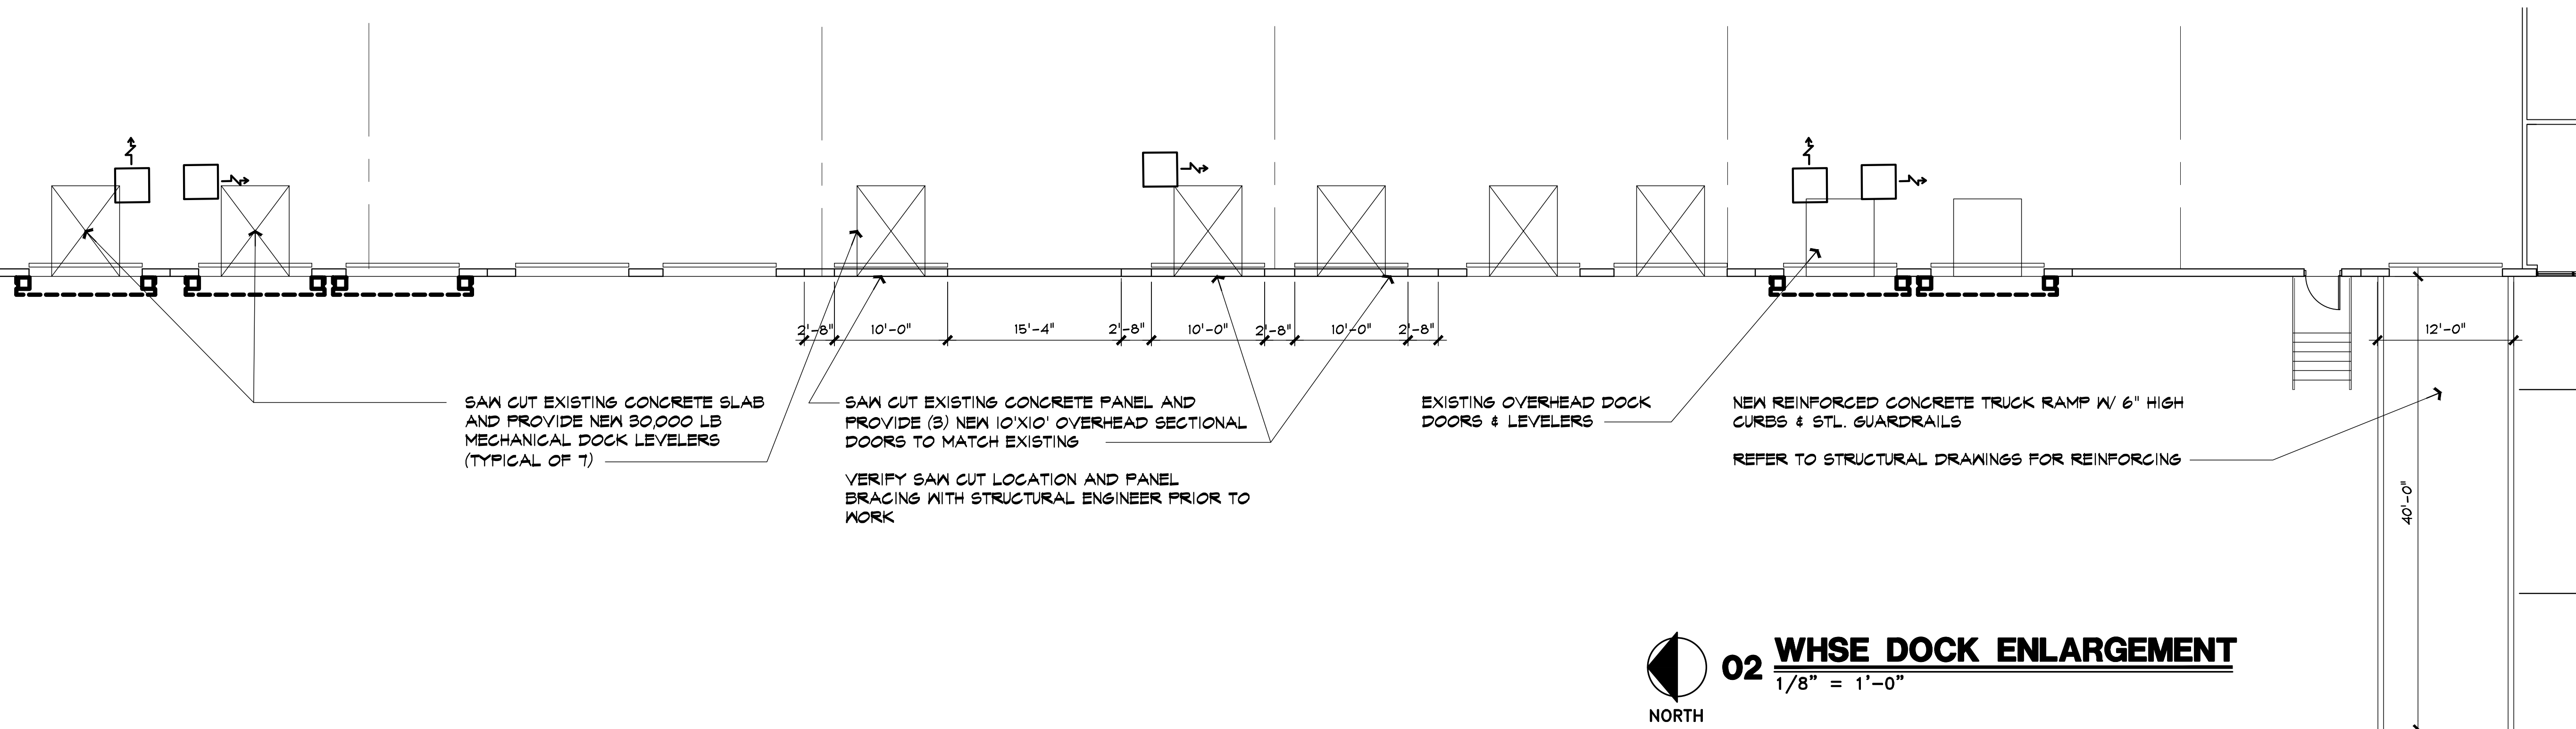 2'-8"
10'-0"
15'-4"
2'-8"
10'-0"
2'-8"
10'-0"
2'-8"
12'-0"
SAW CUT EXISTING CONCRETE SLAB
AND PROVIDE NEW 30,000 LB
MECHANICAL DOCK LEVELERS
(TYPICAL OF 7)
SAW CUT EXISTING CONCRETE PANEL AND
PROVIDE (3) NEW 10'X10' OVERHEAD SECTIONAL
DOORS TO MATCH EXISTING
VERIFY SAW CUT LOCATION AND PANEL
BRACING WITH STRUCTURAL ENGINEER PRIOR TO
WORK
EXISTING OVERHEAD DOCK
DOORS & LEVELERS
NEW REINFORCED CONCRETE TRUCK RAMP W/ 6" HIGH
CURBS & STL. GUARDRAILS
REFER TO STRUCTURAL DRAWINGS FOR REINFORCING
40'-0"
02 WHSE DOCK ENLARGEMENT
1/8" = 1'-0"
NORTH